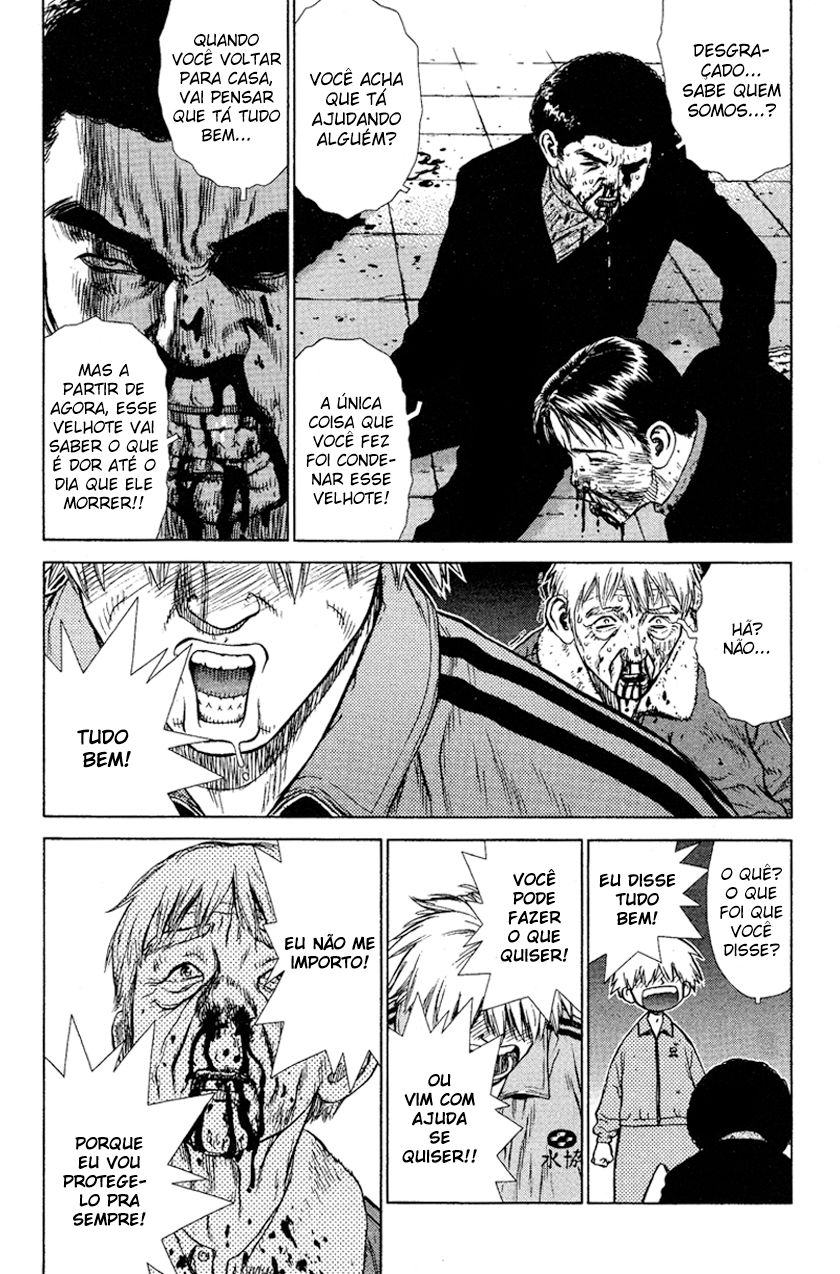 DESGRA-
ÇADO...
SABE QUEM
SOMOS...?
VOCÊ ACHA
QUE TÁ
AJUDANDO
ALGUÉM?
A ÚNICA
COISA QUE
VOCÊ FEZ
FOI CONDE-
NAR ESSE
VELHOTE!
QUANDO
VOCÊ VOLTAR
PARA CASA,
VAI PENSAR
QUE TÁ TUDO
BEM...
MAS A
PARTIR DE
AGORA, ESSE
VELHOTE VAI
SABER O QUE
É DOR ATÉ O
DIA QUE ELE
MORRER!!
HÃ?
NÃO...
TUDO
BEM!
O QUÊ?
O QUE
FOI QUE
VOCÊ
DISSE?
EU DISSE
TUDO
BEM!
VOCÊ
PODE
FAZER
O QUE
QUISER!
OU
VIM COM
AJUDA
SE
QUISER!!
水協
EU NÃO ME
IMPORTO!
PORQUE
EU VOU
PROTEGE-
LO PRA
SEMPRE!